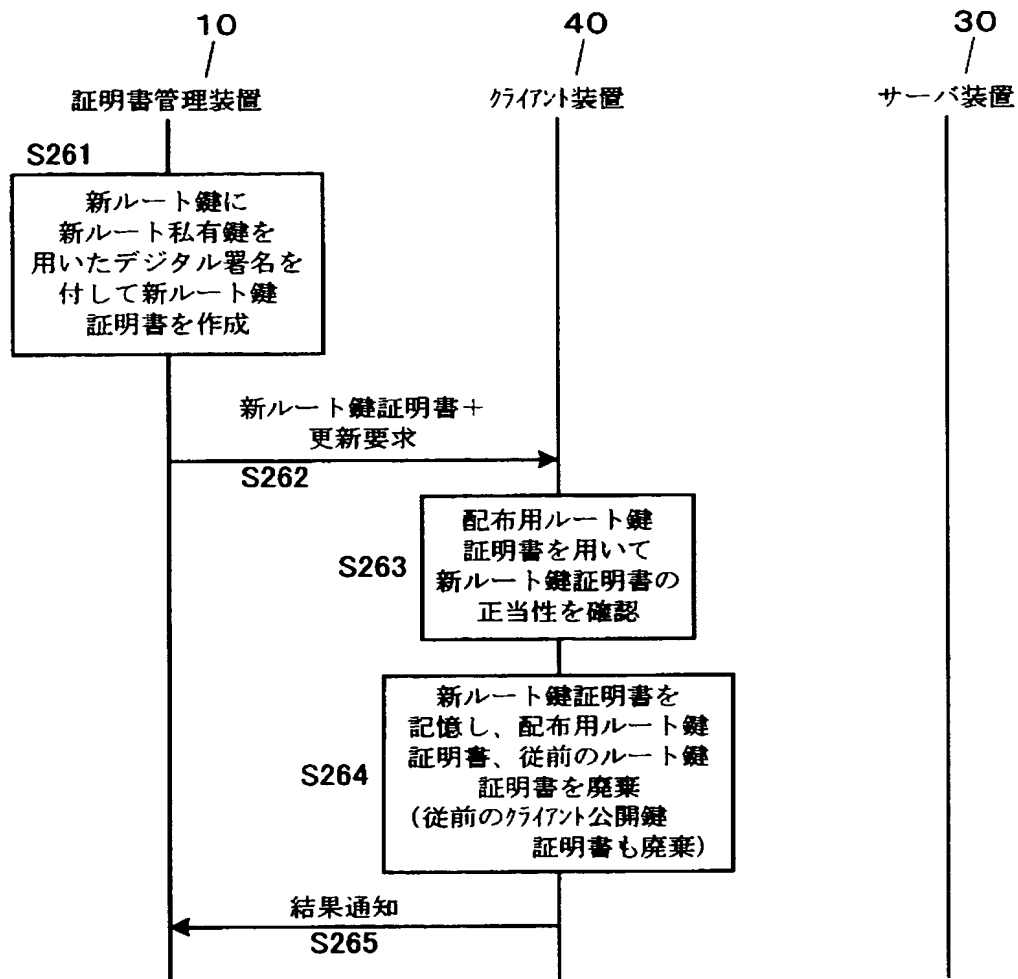 10
40
30
証明書管理装置
クライアント装置
サーバ装置
S261
新ルート鍵に
新ルート私有鍵を
用いたデジタル署名を
付して新ルート鍵
証明書を作成
新ルート鍵証明書＋
更新要求
S262
S263
配布用ルート鍵
証明書を用いて
新ルート鍵証明書の
正当性を確認
S264
新ルート鍵証明書を
記憶し、配布用ルート鍵
証明書、従前のルート鍵
証明書を廃棄
(従前のクライアント公開鍵
証明書も廃棄)
結果通知
S265